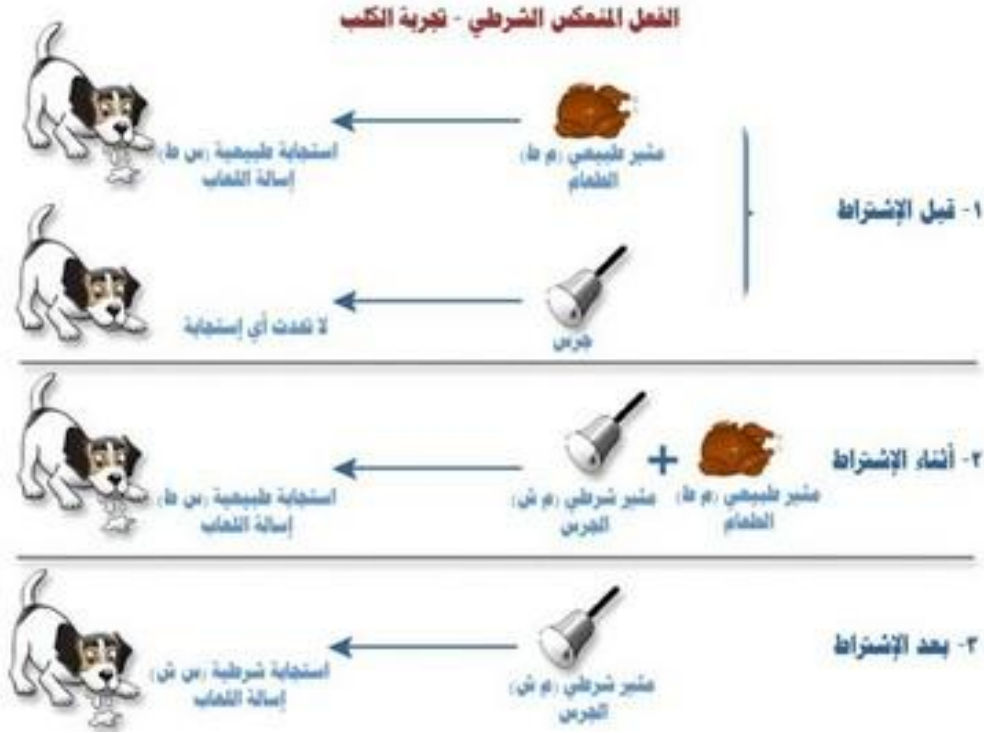 الفعل المنعكس الشرطي - تجربة الكلب
١- قبل الإشتراط
مثير طبيعي (م ط)
الطعام
استجابة طبيعية (س ط)
إسالة اللعاب
جرس
لا تحدث أي إستجابة
٢- أثناء الإشتراط
مثير طبيعي (م ط)
الطعام
+
مثير شرطي (م ش)
الجرس
استجابة طبيعية (س ط)
إسالة اللعاب
٣- بعد الإشتراط
مثير شرطي (م ش)
الجرس
استجابة شرطية (س ش)
إسالة اللعاب